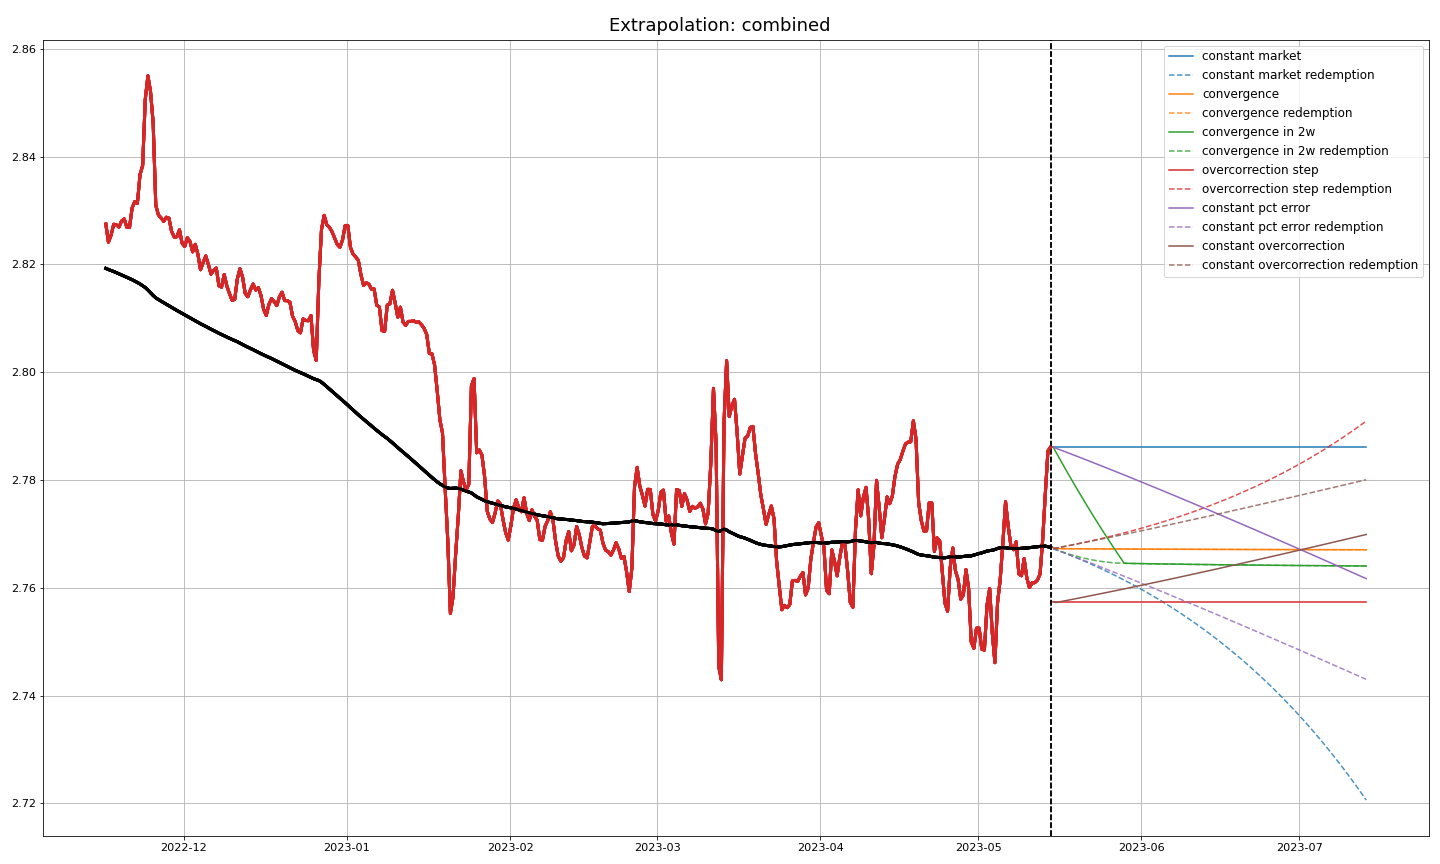 Extrapolation: combined
2.86
2.84
2.82
2.80
2.78
2.76
2.74
2.72
2022-12
2023-01
2023-02
2023-03
2023-04
2023-05
2023-06
2023-07
constant market
constant market redemption
convergence
convergence redemption
convergence in 2w
convergence in 2w redemption
overcorrection step
overcorrection step redemption
constant pct error
constant pct error redemption
constant overcorrection
constant overcorrection redemption